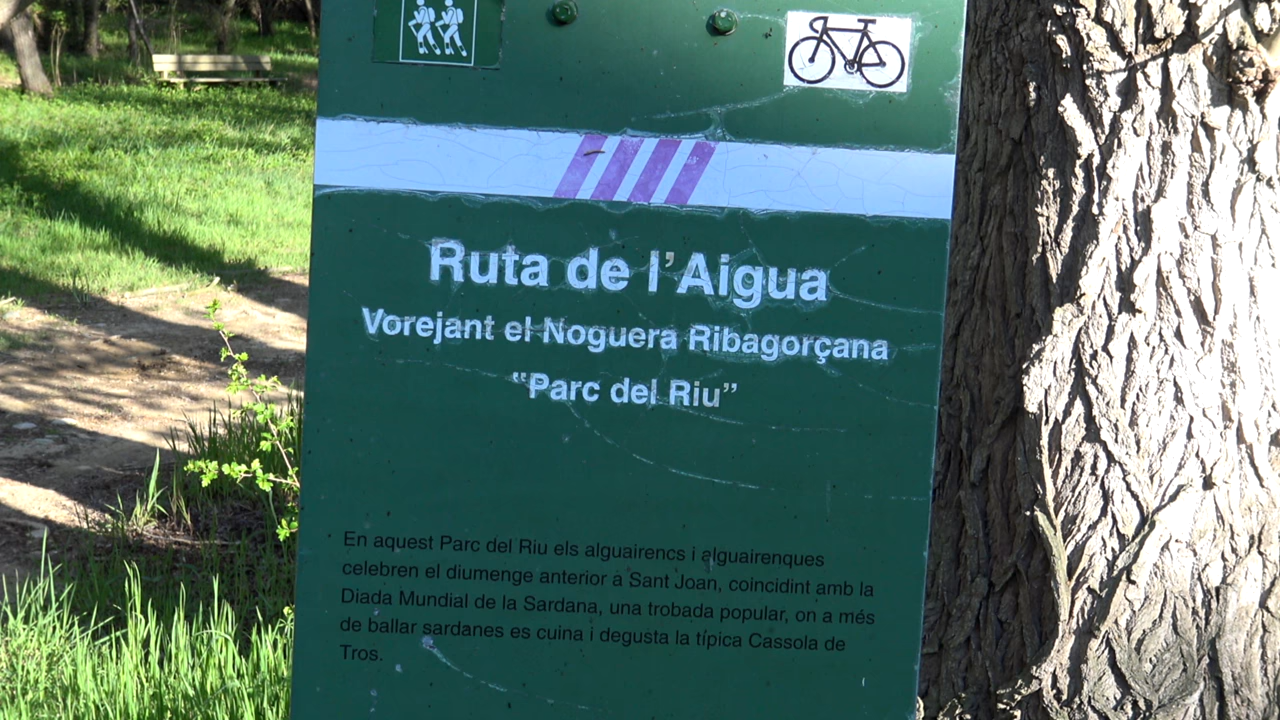 Ruta de l'Aigua
Vorejant el Noguera Ribagorçana
“Parc del Riu”
En aquest Parc del Riu els alguairencs i alguairenques
celebren el diumenge anterior a Sant Joan, coincidint amb la
Diada Mundial de la Sardana, una trobada popular, on a més
de ballar sardanes es cuina i degusta la típica Cassola de
Tros.